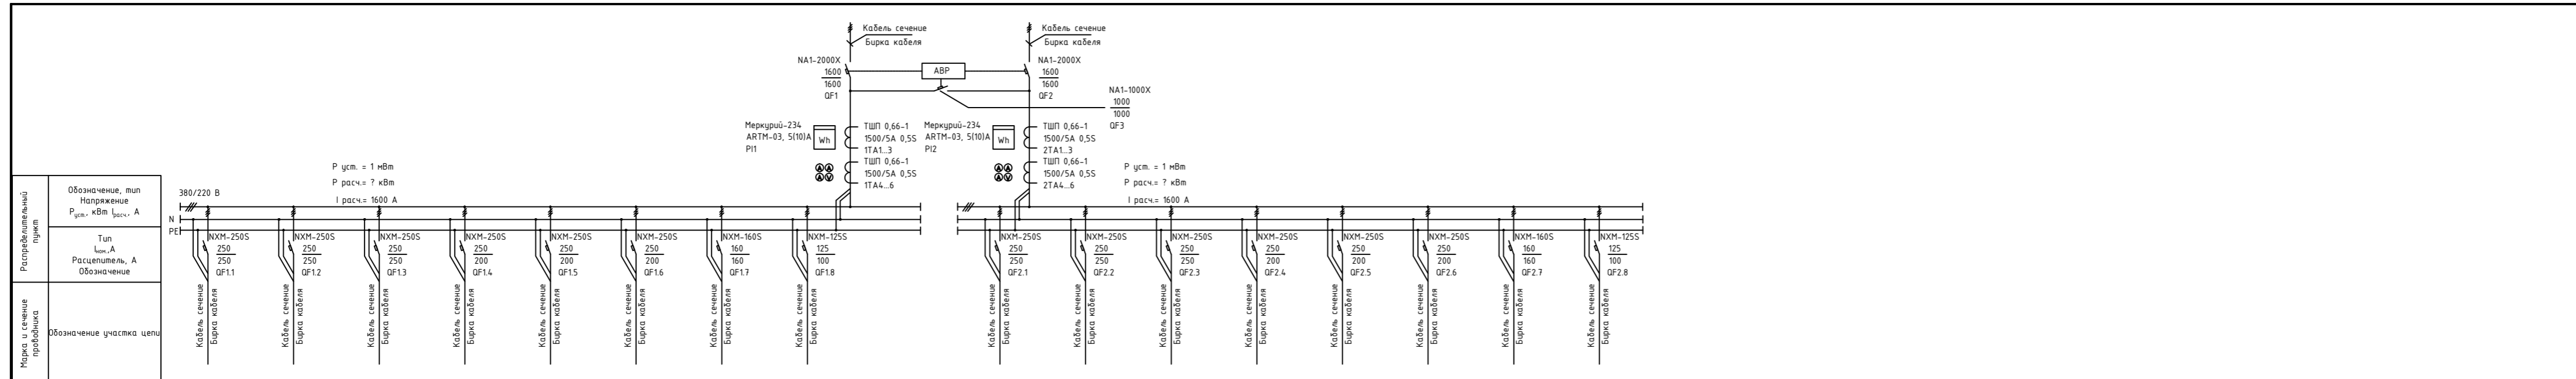 Кабель сечение
Бирка кабеля
NA1-2000X
1600
1600
QF1
АВР
Кабель сечение
Бирка кабеля
NA1-2000X
1600
1600
QF2
NA1-1000X
1000
1000
QF3
Меркурий-234
ARTM-03, 5(10)А
PI1
Wh
ТШП 0,66-1
1500/5А 0,5S
1ТА1...3
ТШП 0,66-1
1500/5А 0,5S
1ТА4...6
A A
A V
Меркурий-234
ARTM-03, 5(10)А
PI2
Wh
ТШП 0,66-1
1500/5А 0,5S
2ТА1...3
ТШП 0,66-1
1500/5А 0,5S
2ТА4...6
A A
A V
Р уст. = 1 мВт
Р расч.= ? кВт
I расч.= 1600 А
Р уст. = 1 мВт
Р расч.= ? кВт
I расч.= 1600 А
Распределительный
пункт
Обозначение, тип
Напряжение
Pуст., кВт Iрасч., А
Тип
Iном.,А
Расцепитель, А
Обозначение
Марка и сечение
проводника
Обозначение участка цепи
380/220 В
N
PE
NXM-250S
250
250
QF1.1
NXM-250S
250
250
QF1.2
NXM-250S
250
250
QF1.3
NXM-250S
250
200
QF1.4
NXM-250S
250
200
QF1.5
NXM-250S
250
200
QF1.6
NXM-160S
160
160
QF1.7
NXM-125S
125
100
QF1.8
NXM-250S
250
250
QF2.1
NXM-250S
250
250
QF2.2
NXM-250S
250
250
QF2.3
NXM-250S
250
200
QF2.4
NXM-250S
250
200
QF2.5
NXM-250S
250
200
QF2.6
NXM-160S
160
160
QF2.7
NXM-125S
125
100
QF2.8
Кабель сечение
Бирка кабеля
Кабель сечение
Бирка кабеля
Кабель сечение
Бирка кабеля
Кабель сечение
Бирка кабеля
Кабель сечение
Бирка кабеля
Кабель сечение
Бирка кабеля
Кабель сечение
Бирка кабеля
Кабель сечение
Бирка кабеля
Кабель сечение
Бирка кабеля
Кабель сечение
Бирка кабеля
Кабель сечение
Бирка кабеля
Кабель сечение
Бирка кабеля
Кабель сечение
Бирка кабеля
Кабель сечение
Бирка кабеля
Кабель сечение
Бирка кабеля
Кабель сечение
Бирка кабеля